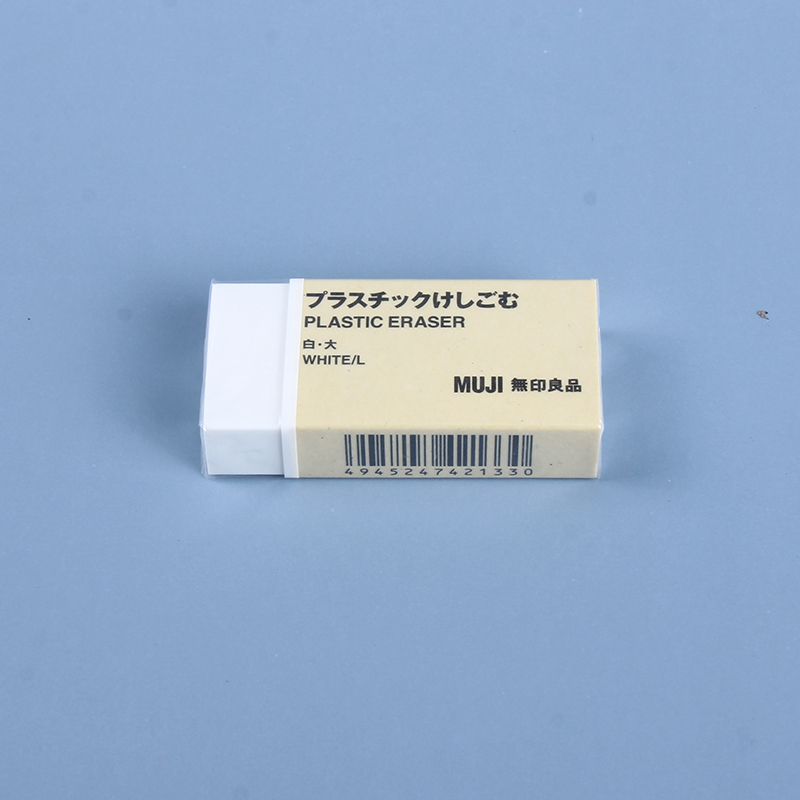 プラスチックけしごむ
PLASTIC ERASER
白・大
WHITE/L
MUJI 無印良品
4945247421330